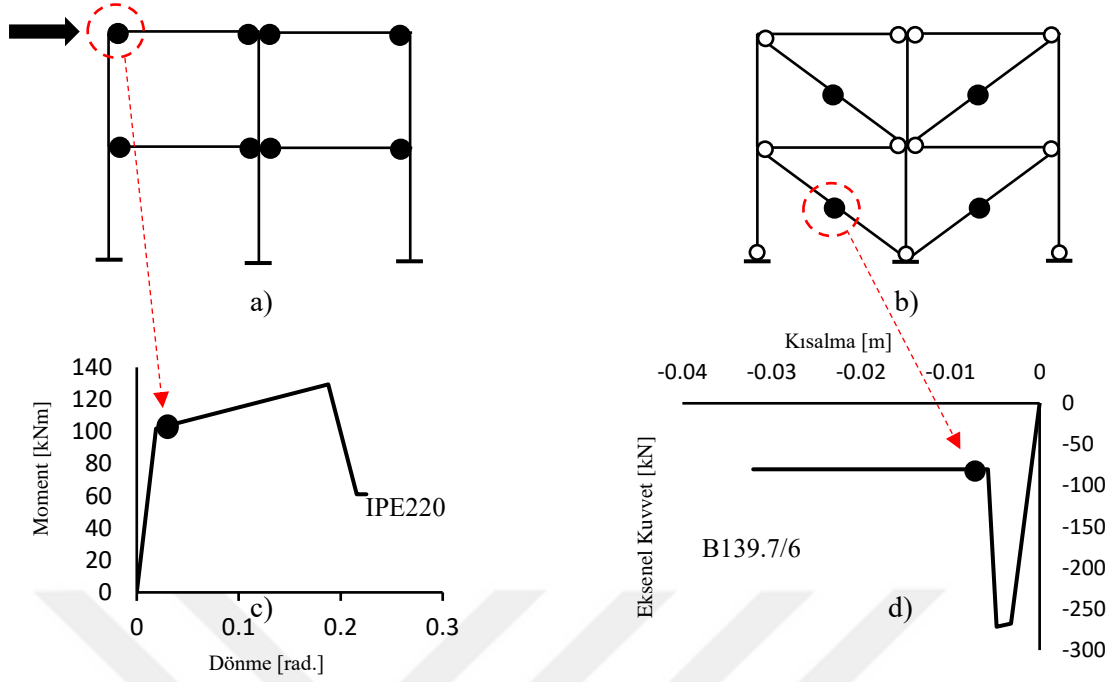 a)
b)
Moment [kNm]
140
120
100
80
60
40
20
0
0
0.1
0.2
0.3
IPE220
c)
Dönme [rad.]
Kısalma [m]
-0.04
-0.03
-0.02
-0.01
0
Eksenel Kuvvet [kN]
0
-50
-100
-150
-200
-250
-300
B139.7/6
d)